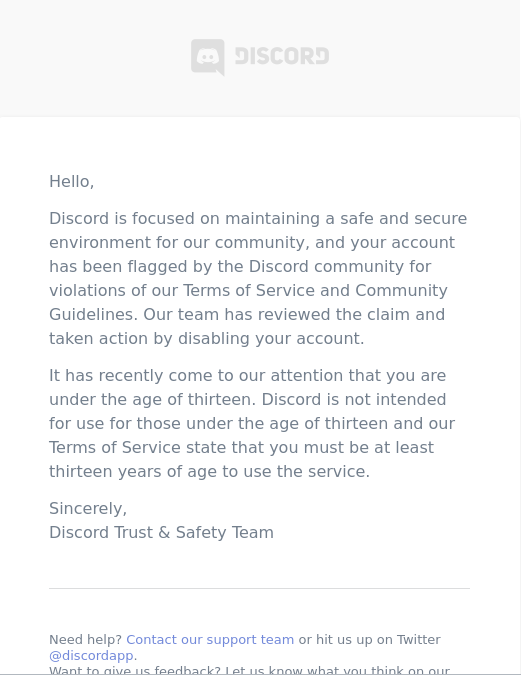 DISCORD
Hello,
Discord is focused on maintaining a safe and secure
environment for our community, and your account
has been flagged by the Discord community for
violations of our Terms of Service and Community
Guidelines. Our team has reviewed the claim and
taken action by disabling your account.
It has recently come to our attention that you are
under the age of thirteen. Discord is not intended
for use for those under the age of thirteen and our
Terms of Service state that you must be at least
thirteen years of age to use the service.
Sincerely,
Discord Trust & Safety Team
Need help? Contact our support team or hit us up on Twitter
@discordapp.
Want to give us feedback? Let us know what you think on our